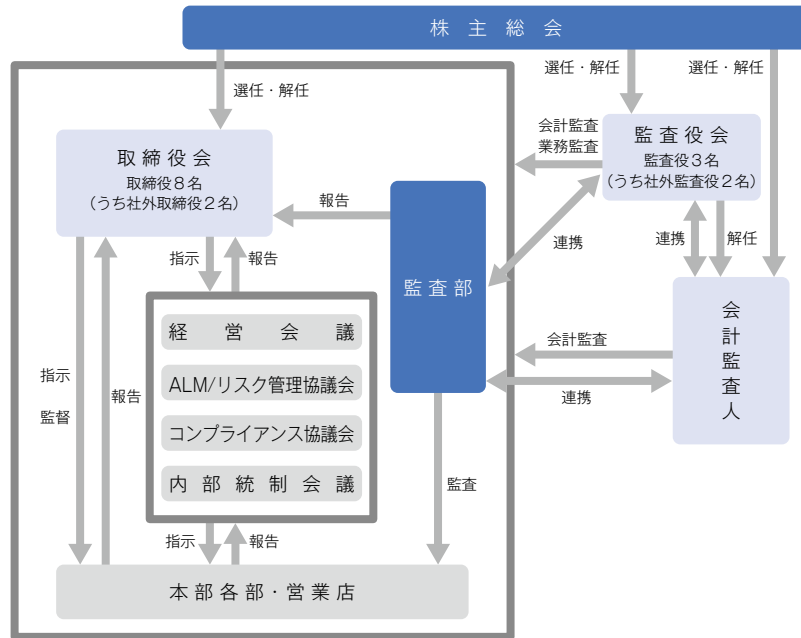 株主総会
選任・解任
選任・解任
選任・解任
取締役会
取締役8名
（うち社外取締役2名）
会計監査
業務監査
監査役会
監査役3名
（うち社外監査役2名）
報告
監査部
連携
連携
解任
指示
報告
経営会議
ALM/リスク管理協議会
コンプライアンス協議会
内部統制会議
会計監査
連携
会計監査人
指示
監督
報告
監査
指示
報告
本部各部・営業店